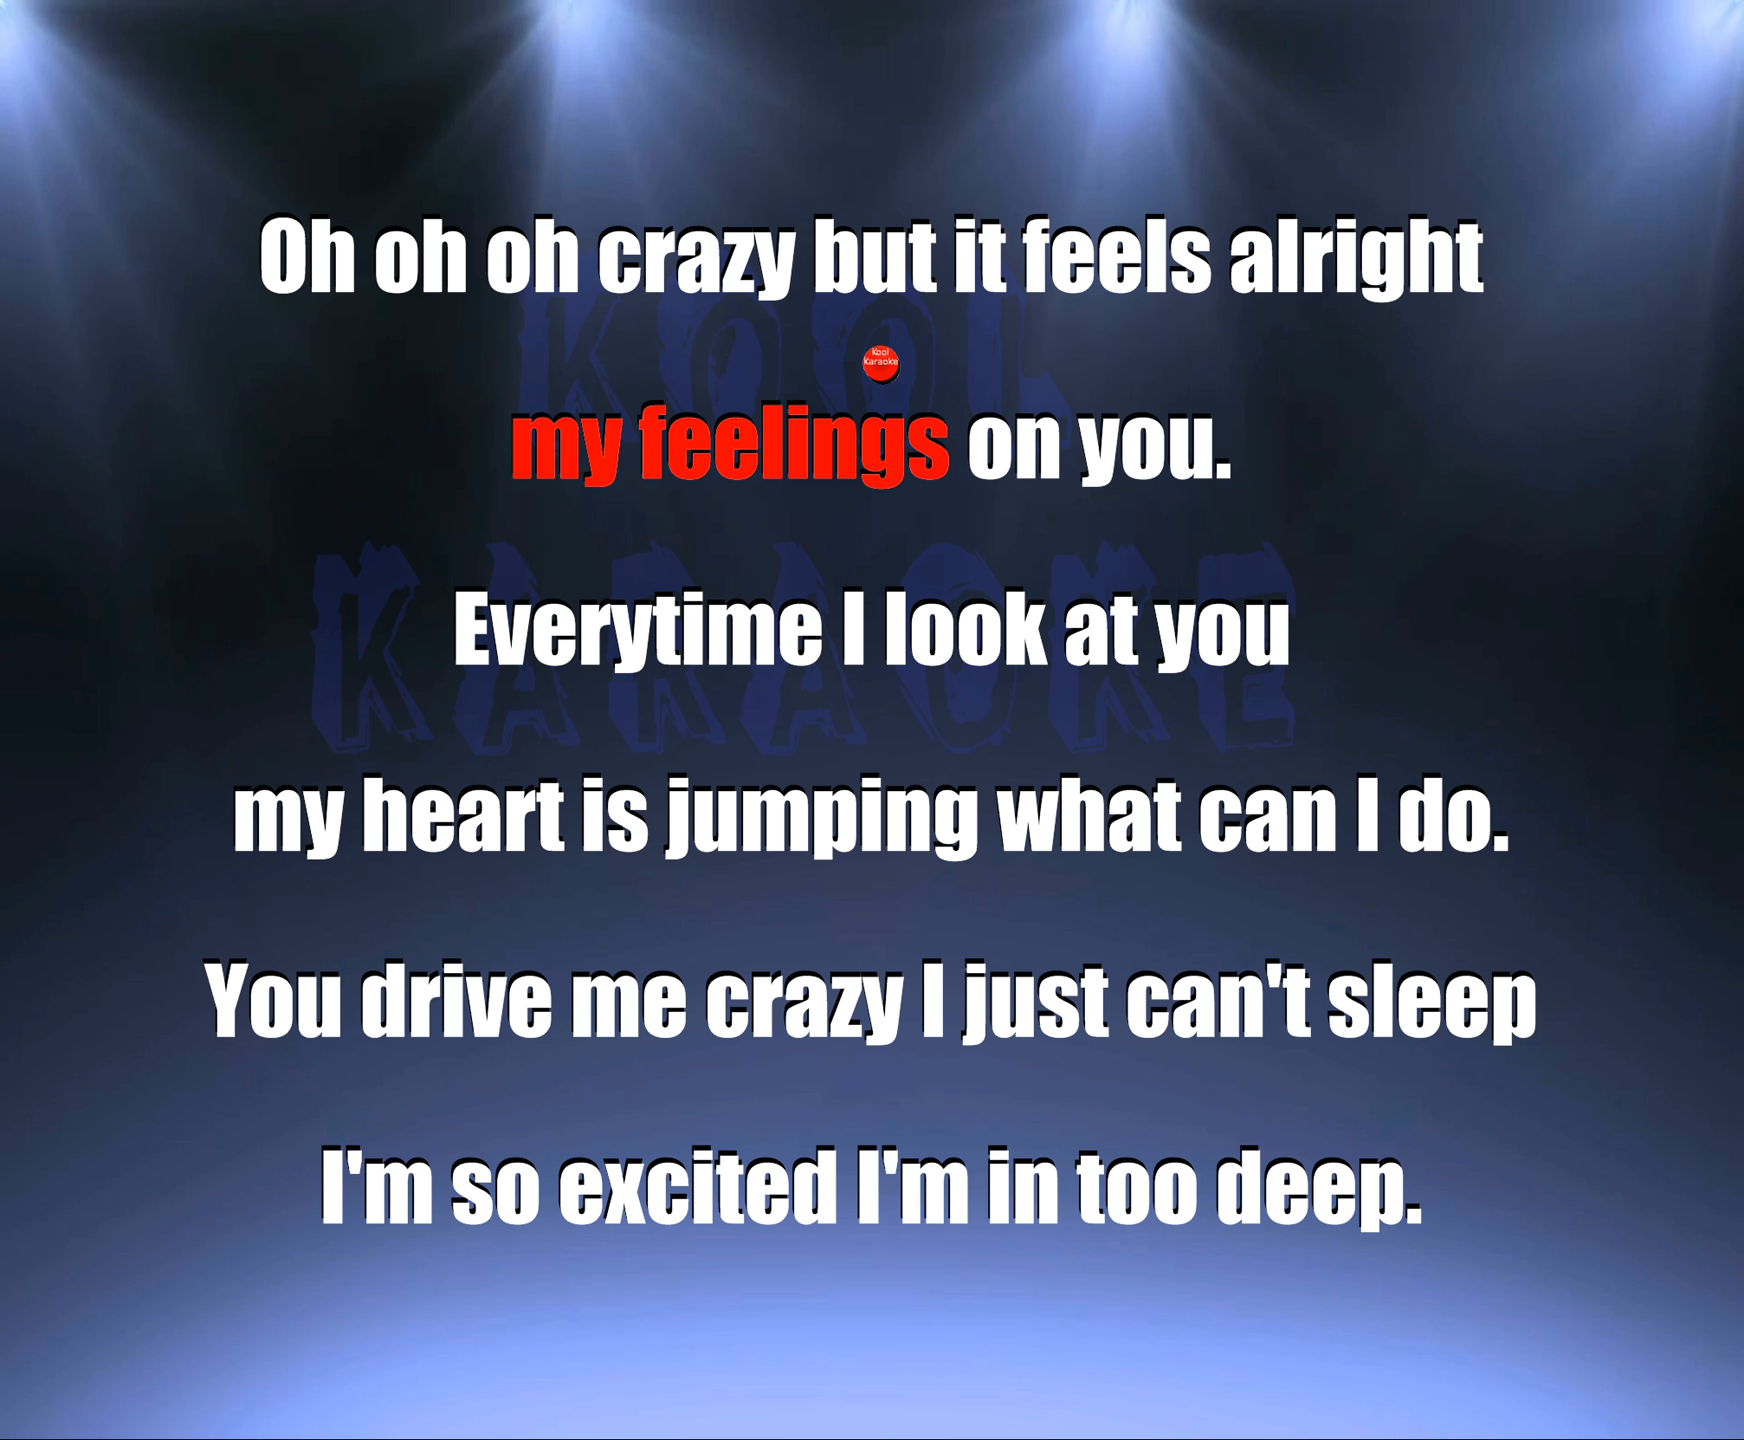 Oh oh oh crazy but it feels alright
Kool
Karaoke
my feelings on you.
Everytime I look at you
my heart is jumping what can I do.
You drive me crazy I just can't sleep
I'm so excited I'm in too deep.
KOOL
KARAOKE